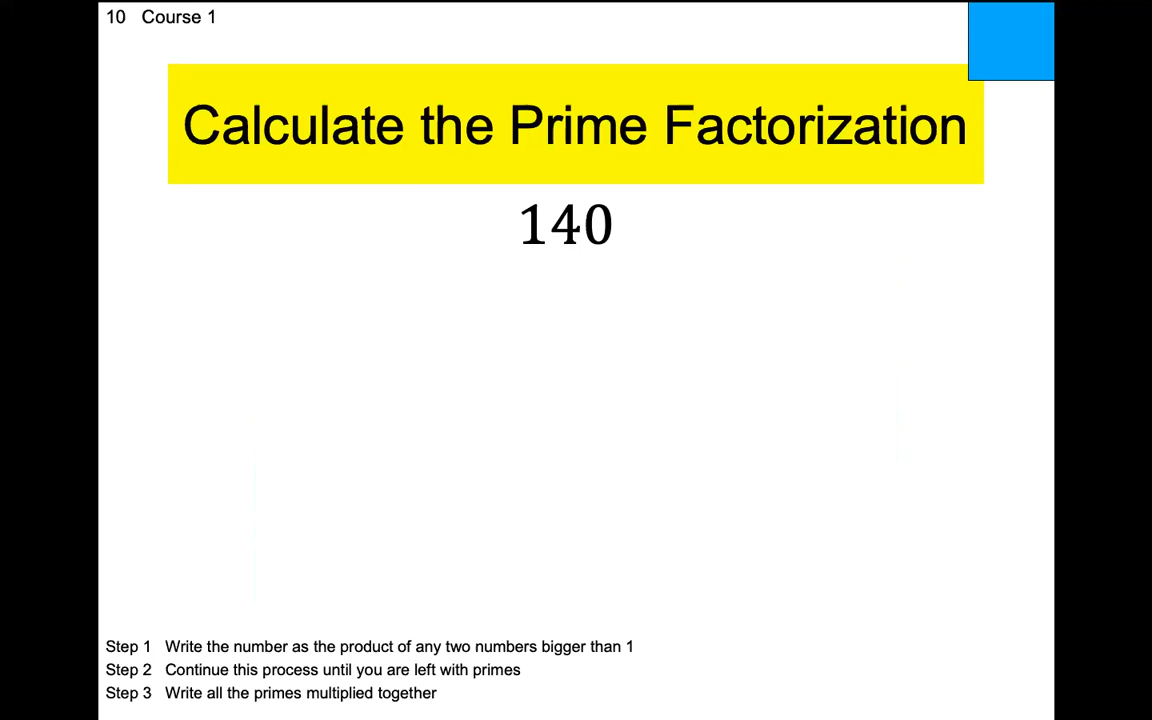 10 Course 1
Calculate the Prime Factorization
140
Step 1 Write the number as the product of any two numbers bigger than 1
Step 2 Continue this process until you are left with primes
Step 3 Write all the primes multiplied together